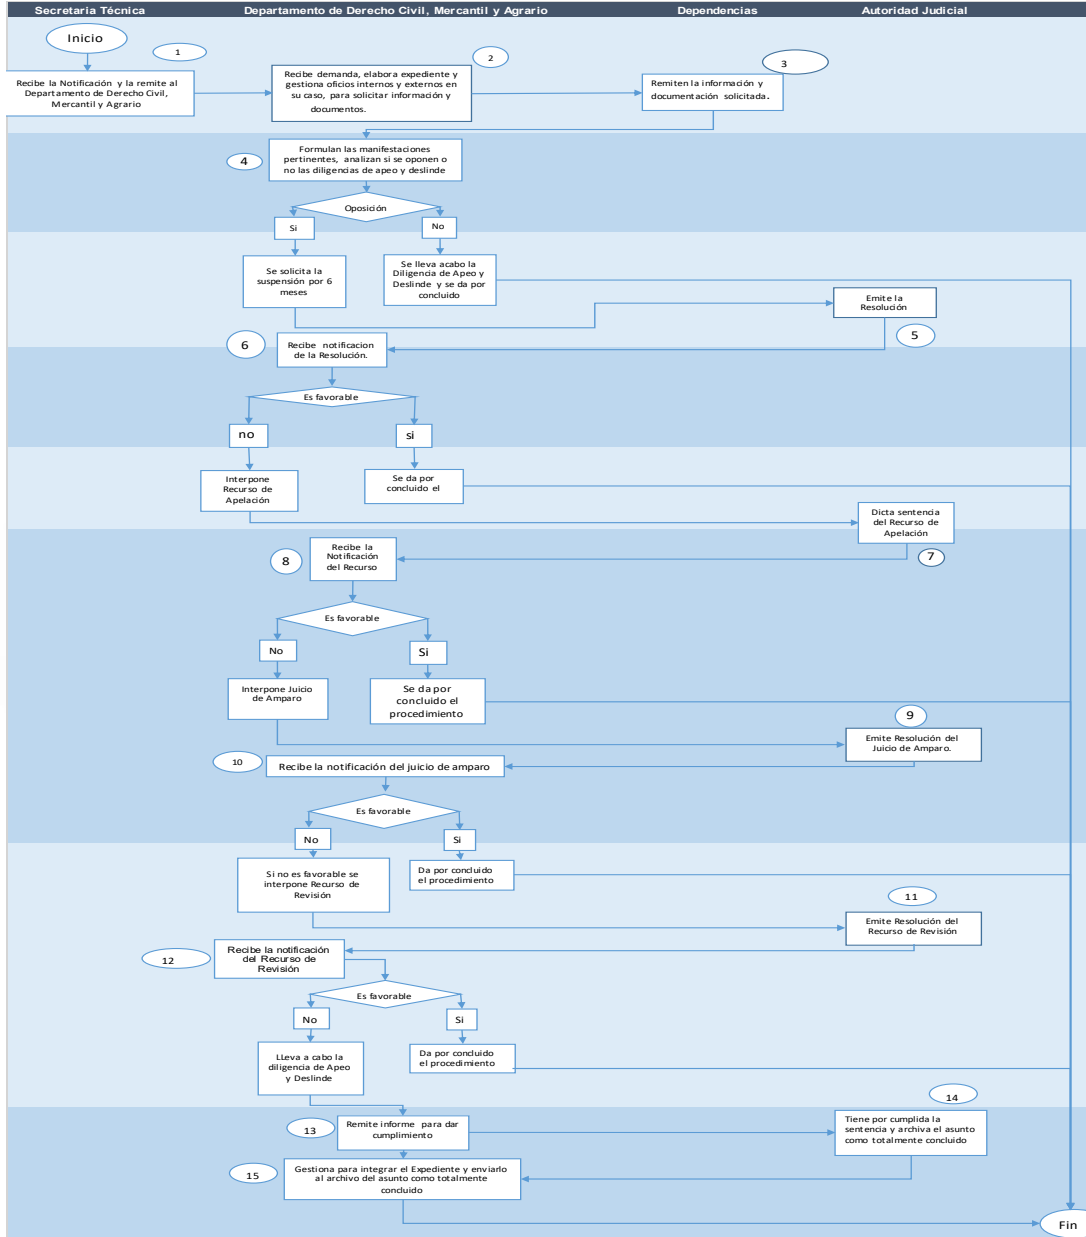 Secretaria Técnica
Departamento de Derecho Civil, Mercantil y Agrario
Dependencias
Autoridad Judicial
Inicio
1
2
3
Recibe la Notificación y la remite al
Departamento de Derecho Civil,
Mercantil y Agrario
Recibe demanda, elabora expediente y
gestiona oficios internos y externos en
su caso, para solicitar información y
documentos.
Remiten la información y
documentación solicitada.
4
Formulan las manifestaciones
pertinentes, analizan si se oponen o
no las diligencias de apeo y deslinde
Oposición
Si
No
Se solicita la
suspensión por 6
meses
Se lleva acabo la
Diligencia de Apeo y
Deslinde y se da por
concluido
Emite la
Resolución
5
6
Recibe notificacion
de la Resolución.
Es favorable
no
si
Interpone
Recurso de
Apelación
Se da por
concluido el
Dicta sentencia
del Recurso de
Apelación
7
8
Recibe la
Notificación
del Recurso
Es favorable
No
Si
Interpone Juicio
de Amparo
Se da por
concluido el
procedimiento
9
Emite Resolución del
Juicio de Amparo.
10
Recibe la notificación del juicio de amparo
Es favorable
No
Si
Si no es favorable se
interpone Recurso de
Revisión
Da por concluido
el procedimiento
11
Emite Resolución del
Recurso de Revisión
12
Recibe la notificación
del Recurso de
Revisión
Es favorable
No
Si
LLeva a cabo la
diligencia de Apeo
y Deslinde
Da por concluido
el procedimiento
14
13
Remite informe para dar
cumplimiento
Tiene por cumplida la
sentencia y archiva el asunto
como totalmente concluido
15
Gestiona para integrar el Expediente y enviarlo
al archivo del asunto como totalmente
concluido
Fin